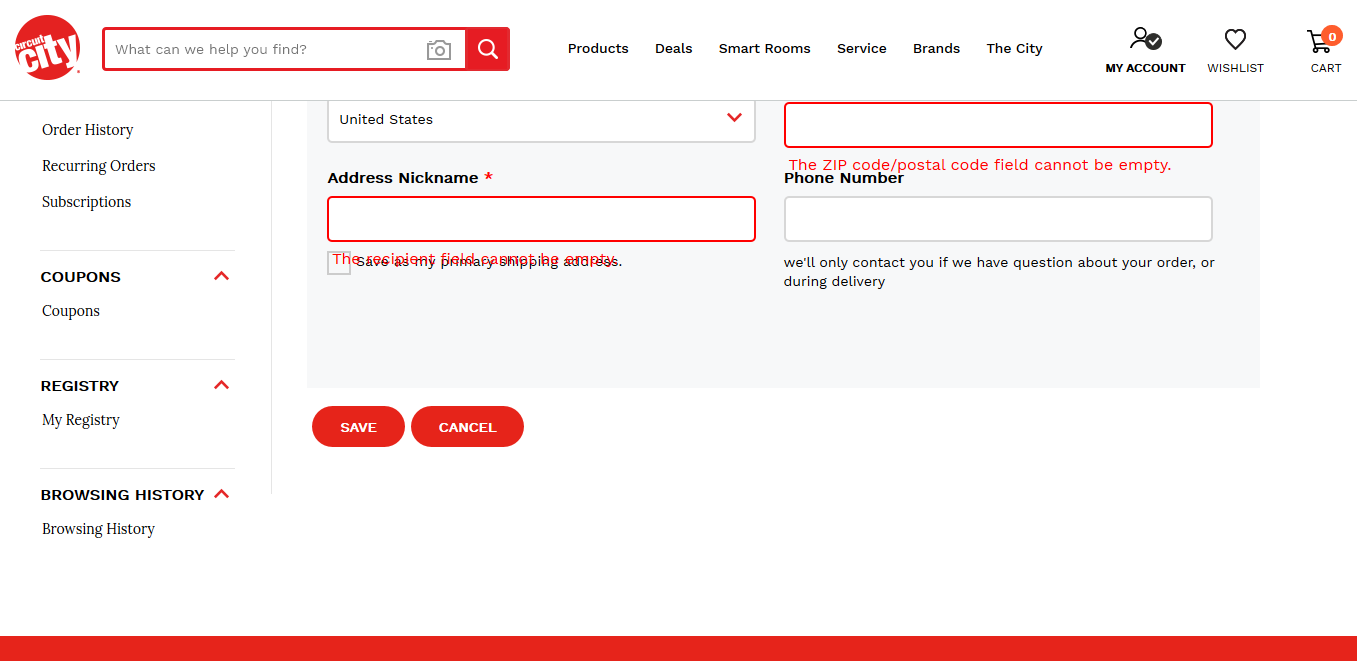 circuit
city
What can we help you find?
Products
Deals
Smart Rooms
Service
Brands
The City
MY ACCOUNT
WISHLIST
0
CART
Order History
Recurring Orders
Subscriptions
COUPONS
Coupons
REGISTRY
My Registry
BROWSING HISTORY
Browsing History
United States
The ZIP code/postal code field cannot be empty.
Address Nickname *
Phone Number
The recipient field cannot be empty.
Save as my primary shipping address.
we'll only contact you if we have question about your order, or
during delivery
SAVE
CANCEL